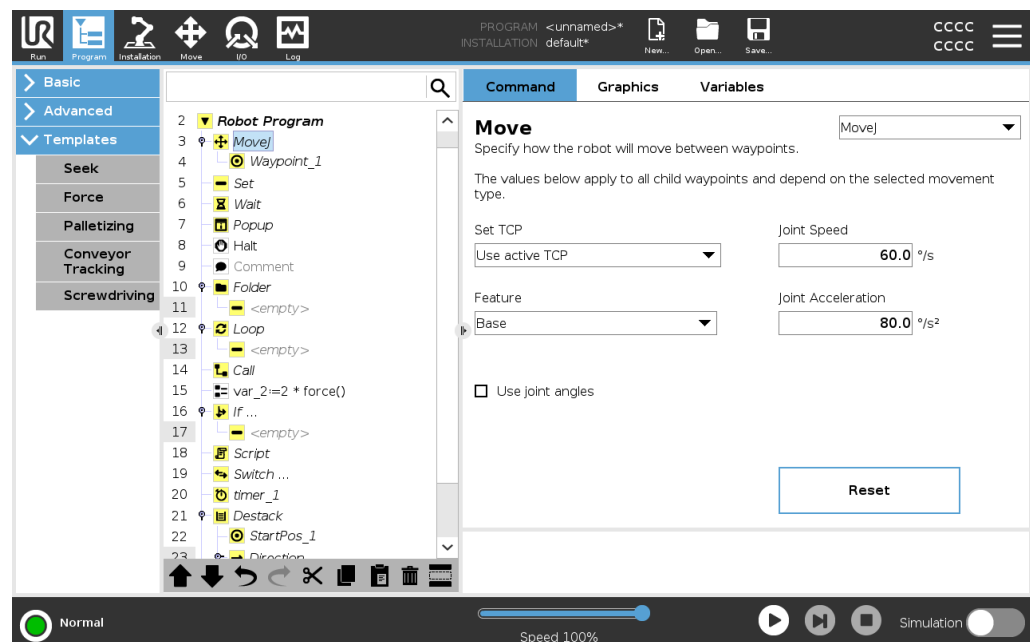 PROGRAM <unnamed>*
INSTALLATION default*
CCCC
CCCC
Run
Program
Installation
Move
I/O
Log
New...
Open...
Save...
Basic
Advanced
Templates
Seek
Force
Palletizing
Conveyor
Tracking
Screwdriving
2 Robot Program
3 MoveJ
4 Waypoint_1
5 Set
6 Wait
7 Popup
8 Halt
9 Comment
10 Folder
11 <empty>
12 Loop
13 <empty>
14 Call
15 var_2:=2 * force()
16 If ...
17 <empty>
18 Script
19 Switch ...
20 timer_1
21 Destack
22 StartPos_1
23 Direction
Command
Graphics
Variables
Move
MoveJ
Specify how the robot will move between waypoints.
The values below apply to all child waypoints and depend on the selected movement
type.
Set TCP
Joint Speed
Use active TCP
60.0 °/s
Feature
Joint Acceleration
Base
80.0 °/s²
Use joint angles
Reset
Normal
Speed 100%
Simulation